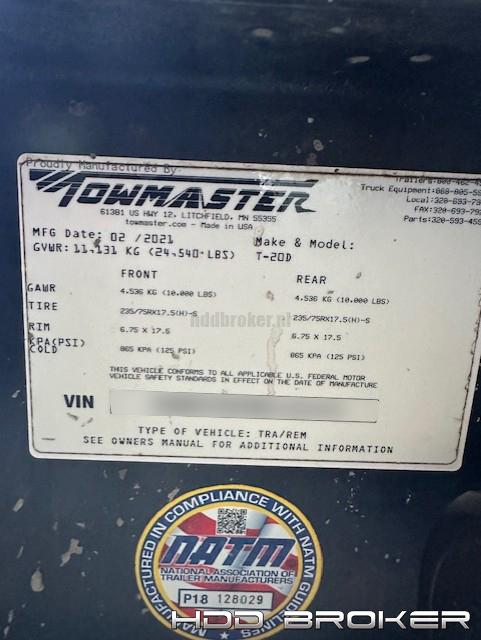 Proudly Manufactured By:
TOWMASTER
61381 US HWY 12, LITCHFIELD, MN 55355
towmaster.com - Made in USA
Trailers:800-462-45
Truck Equipment:868-805-58
Local:320-693-79
FAX:320-693-792
Parts:320-593-455
MFG Date: 02 /2021
GVWR: 11.131 KG (24.540 LBS)
Make & Model:
T-20D
FRONT REAR
GAWR 4.536 KG (10.000 LBS) 4.536 KG (10.000 LBS)
TIRE 235/75RX17.5(H)-S 235/75RX17.5(H)-S
hddbroker.nl
RIM 6.75 X 17.5 6.75 X 17.5
KPA(PSI)
COLD 865 KPA (125 PSI) 865 KPA (125 PSI)
THIS VEHICLE CONFORMS TO ALL APPLICABLE U.S. FEDERAL MOTOR
VEHICLE SAFETY STANDARDS IN EFFECT ON THE DATE OF MANUFACTURE
VIN
TYPE OF VEHICLE: TRA/REM
SEE OWNERS MANUAL FOR ADDITIONAL INFORMATION
MANUFACTURED IN COMPLIANCE WITH NATM GUIDELINES
NATM
NATIONAL ASSOCIATION OF
TRAILER MANUFACTURERS
P18 128029
HDD BROKER